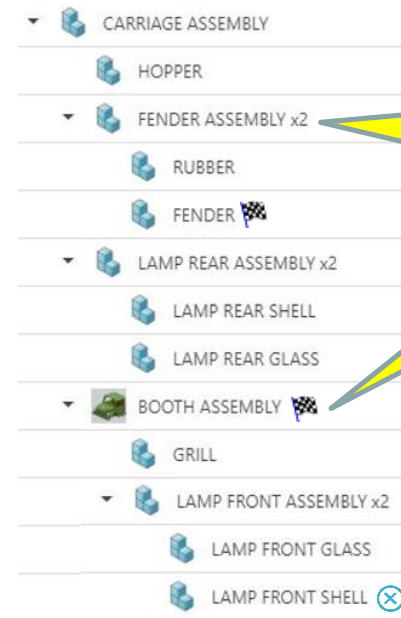 CARRIAGE ASSEMBLY
HOPPER
FENDER ASSEMBLY x2
RUBBER
FENDER
LAMP REAR ASSEMBLY x2
LAMP REAR SHELL
LAMP REAR GLASS
BOOTH ASSEMBLY
GRILL
LAMP FRONT ASSEMBLY x2
LAMP FRONT GLASS
LAMP FRONT SHELL